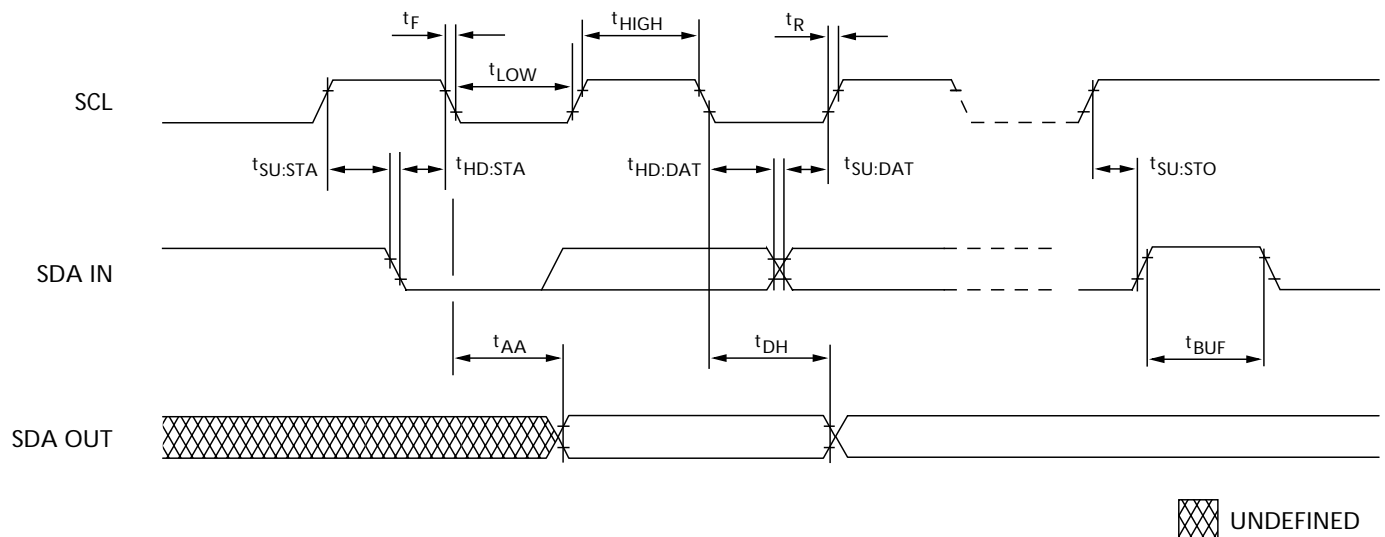 tF
tHIGH
tR
tLOW
SCL
tSU:STA
tHD:STA
tHD:DAT
tSU:DAT
tSU:STO
SDA IN
tAA
tDH
tBUF
SDA OUT
UNDEFINED